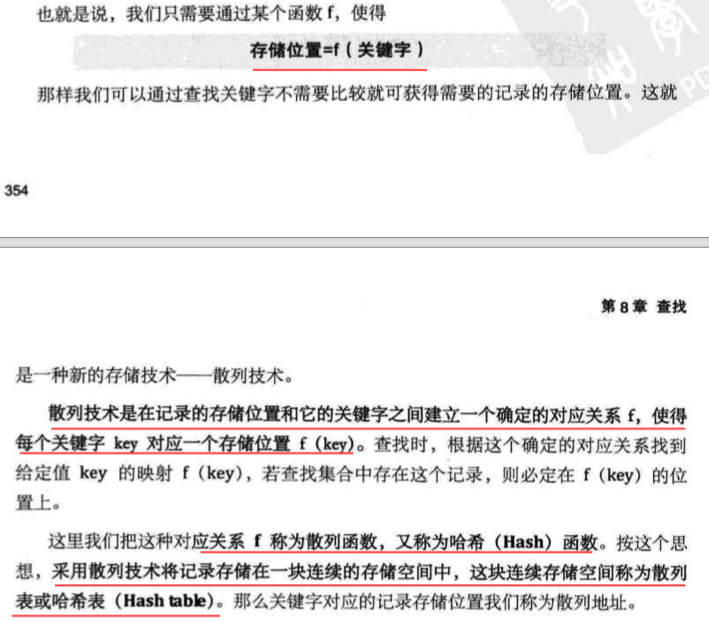 也就是说，我们只需要通过某个函数 f，使得
存储位置=f（关键字）
那样我们可以通过查找关键字不需要比较就可获得需要的记录的存储位置。这就
354
第 8 章 查找
是一种新的存储技术——散列技术。
散列技术是在记录的存储位置和它的关键字之间建立一个确定的对应关系 f，使得
每个关键字 key 对应一个存储位置 f（key）。查找时，根据这个确定的对应关系找到
给定值 key 的映射 f（key），若查找集合中存在这个记录，则必定在 f（key）的位
置上。
这里我们把这种对应关系 f 称为散列函数，又称为哈希（Hash）函数。按这个思
想，采用散列技术将记录存储在一块连续的存储空间中，这块连续存储空间称为散列
表或哈希表（Hash table）。那么关键字对应的记录存储位置我们称为散列地址。